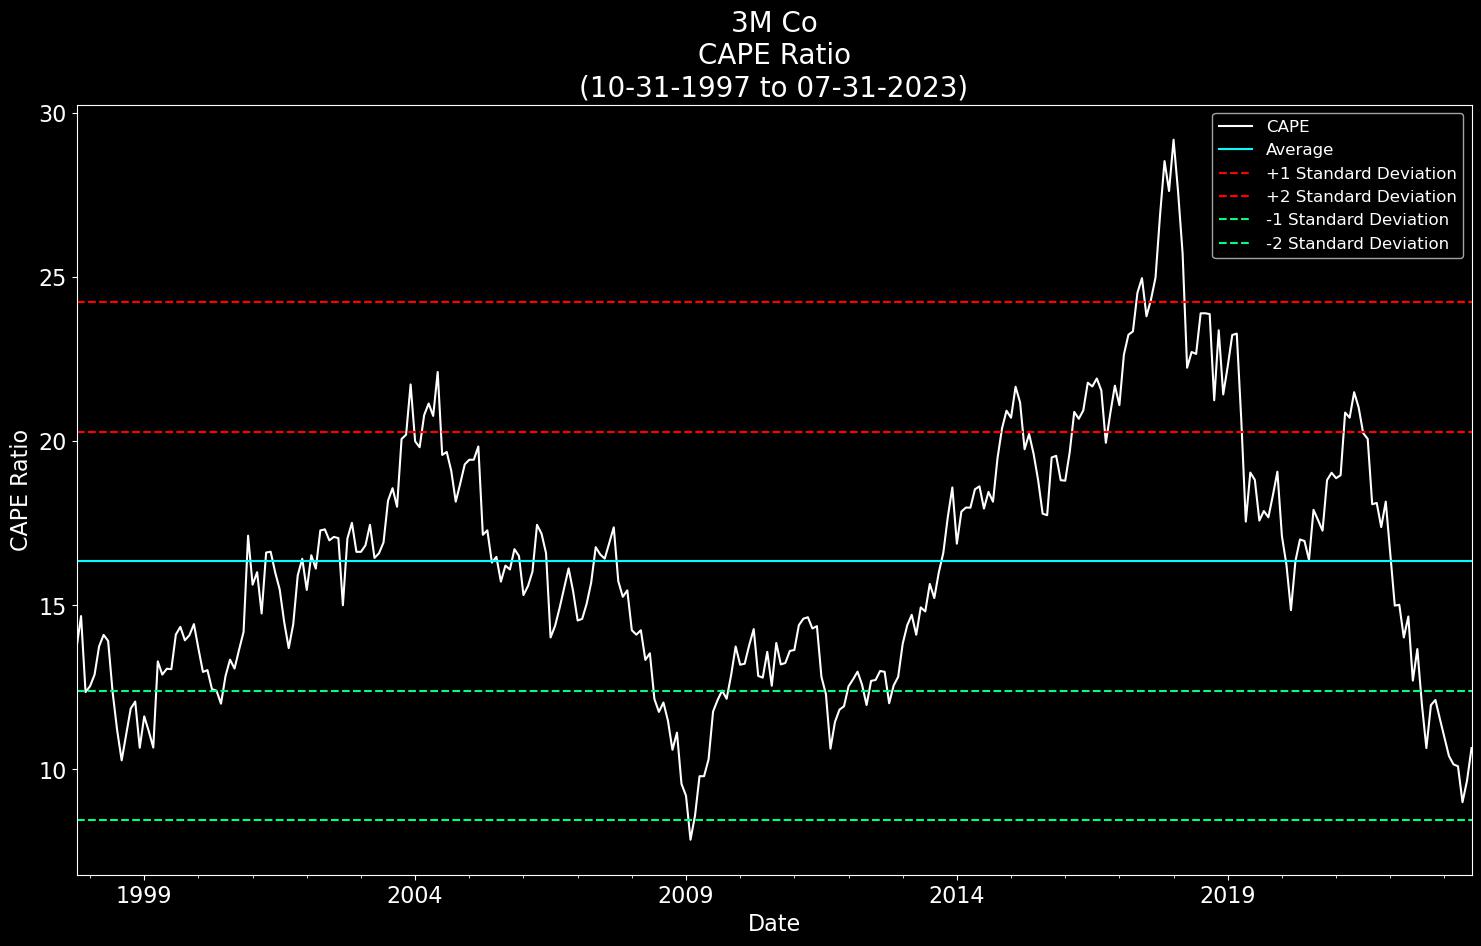 3M Co
CAPE Ratio
(10-31-1997 to 07-31-2023)
30
25
20
15
10
CAPE Ratio
CAPE
Average
+1 Standard Deviation
+2 Standard Deviation
-1 Standard Deviation
-2 Standard Deviation
1999 2004 2009 2014 2019
Date